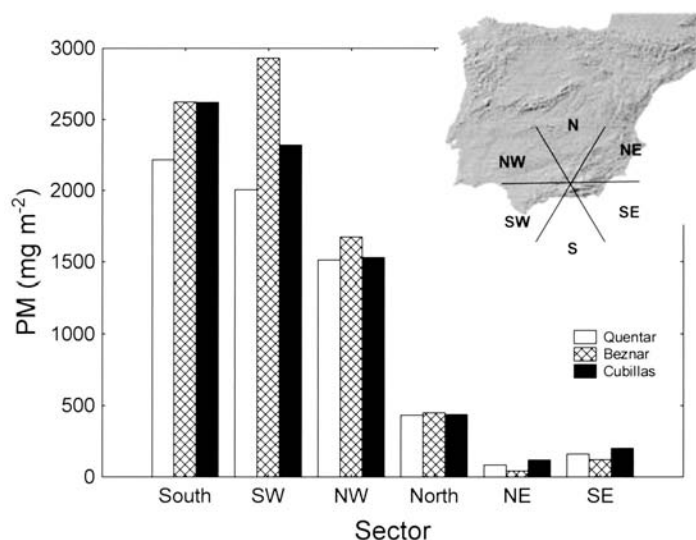 3000
2500
2000
1500
1000
500
0
PM (mg m-2)
South SW NW North NE SE
Sector
Quentar
Beznar
Cubillas
N
NW NE
SW SE
S